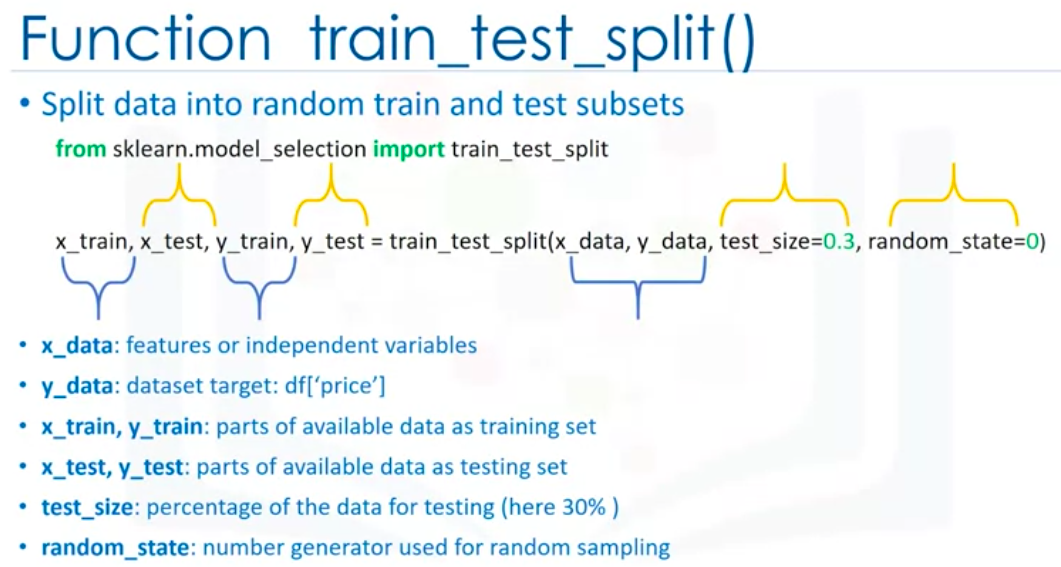 Function train_test_split()
• Split data into random train and test subsets
from sklearn.model_selection import train_test_split
x_train, x_test, y_train, y_test = train_test_split(x_data, y_data, test_size=0.3, random_state=0)
• x_data: features or independent variables
• y_data: dataset target: df[‘price’]
• x_train, y_train: parts of available data as training set
• x_test, y_test: parts of available data as testing set
• test_size: percentage of the data for testing (here 30% )
• random_state: number generator used for random sampling